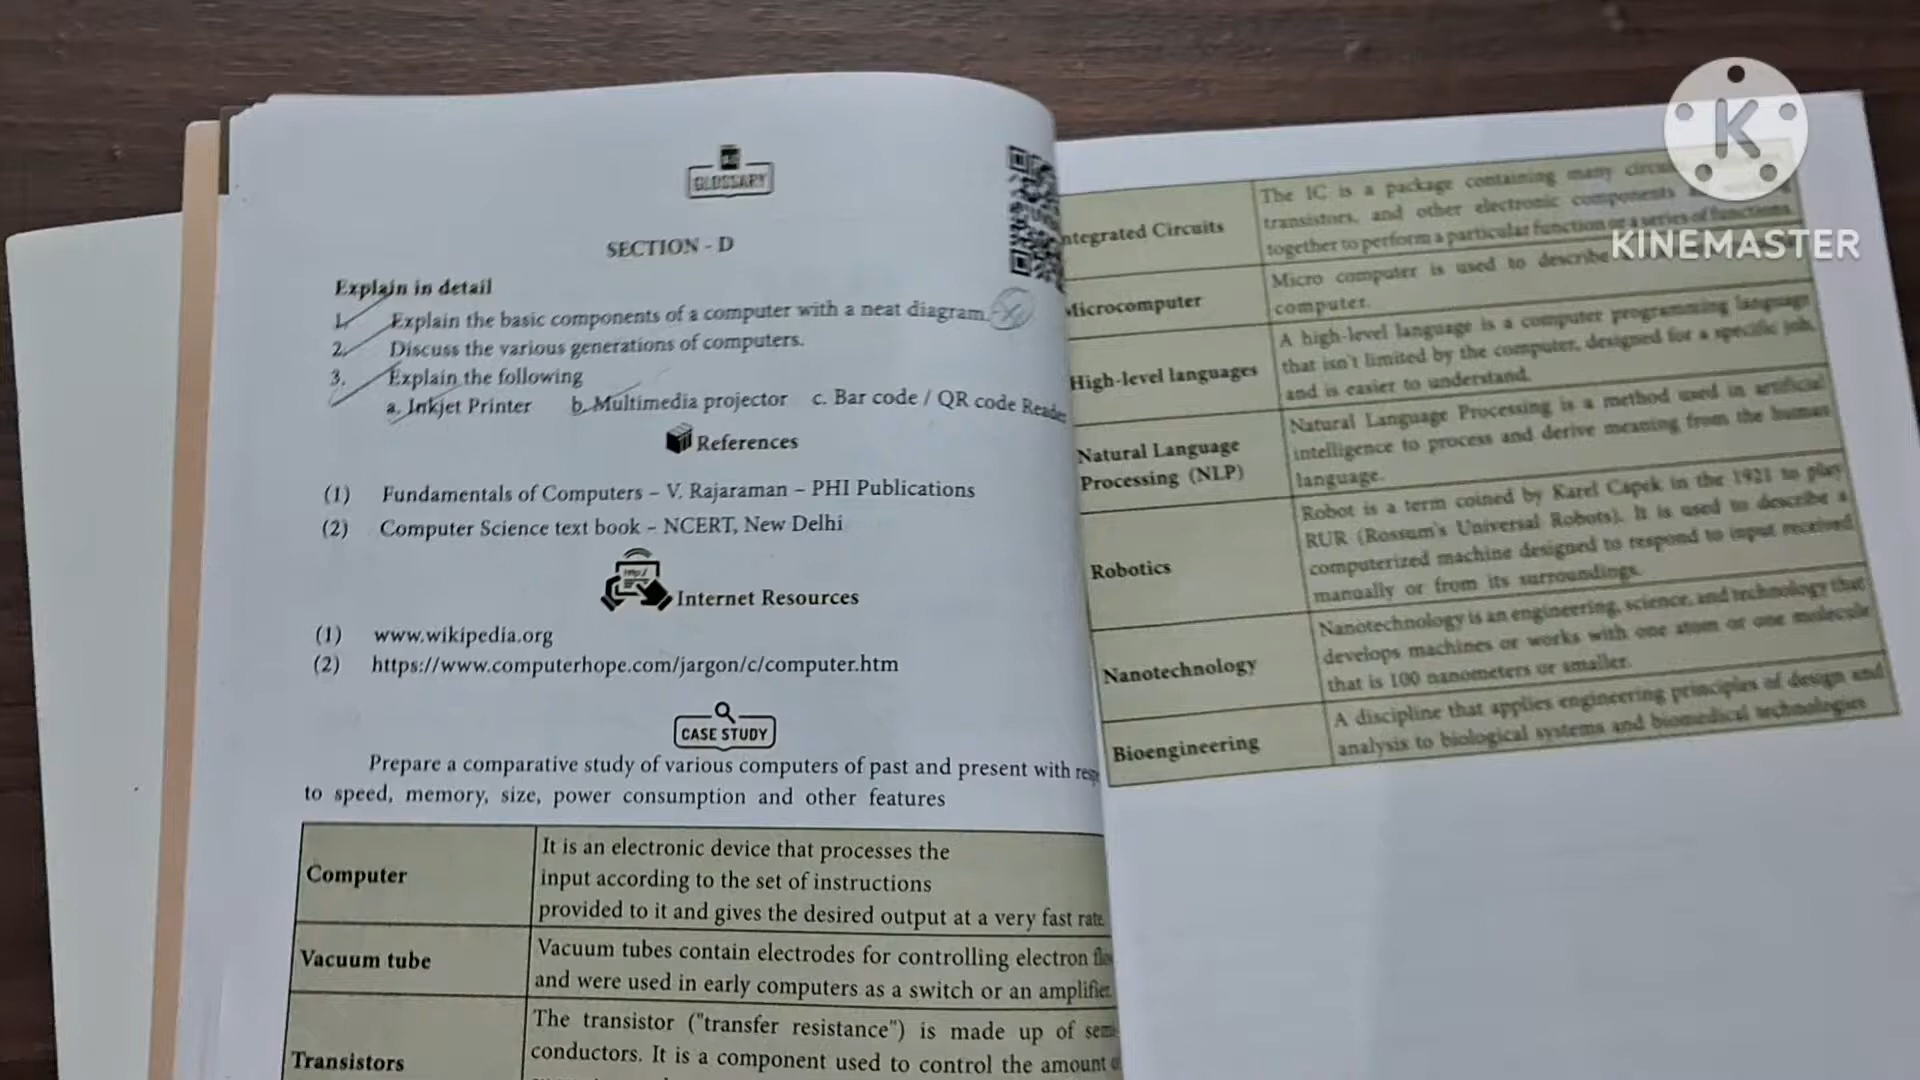 GLOSSARY
SECTION - D
Explain in detail
1. Explain the basic components of a computer with a neat diagram.
2. Discuss the various generations of computers.
3. Explain the following
a. Inkjet Printer b. Multimedia projector c. Bar code / QR code Reader
References
(1) Fundamentals of Computers – V. Rajaraman – PHI Publications
(2) Computer Science text book – NCERT, New Delhi
http://
Internet Resources
(1) www.wikipedia.org
(2) https://www.computerhope.com/jargon/c/computer.htm
CASE STUDY
Prepare a comparative study of various computers of past and present with resp
to speed, memory, size, power consumption and other features
Computer
It is an electronic device that processes the
input according to the set of instructions
provided to it and gives the desired output at a very fast rate.
Vacuum tube
Vacuum tubes contain electrodes for controlling electron flow
and were used in early computers as a switch or an amplifier.
Transistors
The transistor ("transfer resistance") is made up of semi
conductors. It is a component used to control the amount
ntegrated Circuits
The IC is a package containing many
transistors, and other electronic components
together to perform a particular function or a series of functions.
Microcomputer
Micro computer is used to describe
computer.
High-level languages
A high-level language is a computer programming language
that isn't limited by the computer, designed for a specific job,
and is easier to understand.
Natural Language
Processing (NLP)
Natural Language Processing is a method used in artificial
intelligence to process and derive meaning from the human
language.
Robotics
Robot is a term coined by Karel Capek in the 1921 to play
RUR (Rossum's Universal Robots). It is used to describe a
computerized machine designed to respond to input received
manually or from its surroundings.
Nanotechnology
Nanotechnology is an engineering, science, and technology that
develops machines or works with one atom or one molecule
that is 100 nanometers or smaller.
Bioengineering
A discipline that applies engineering principles of design and
analysis to biological systems and biomedical technologies
K
KINEMASTER